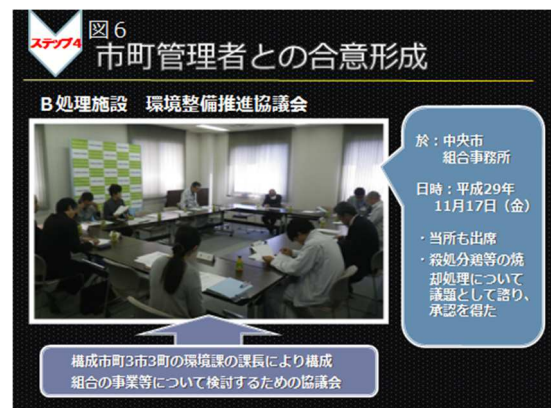 ステップ4
図6
市町管理者との合意形成
B処理施設 環境整備推進協議会
於：中央市
組合事務所
日時：平成29年
11月17日（金）
・当所も出席
・殺処分鶏等の焼
却処理について
議題として諮り、
承認を得た
構成市町3市3町の環境課の課長により構成
組合の事業等について検討するための協議会